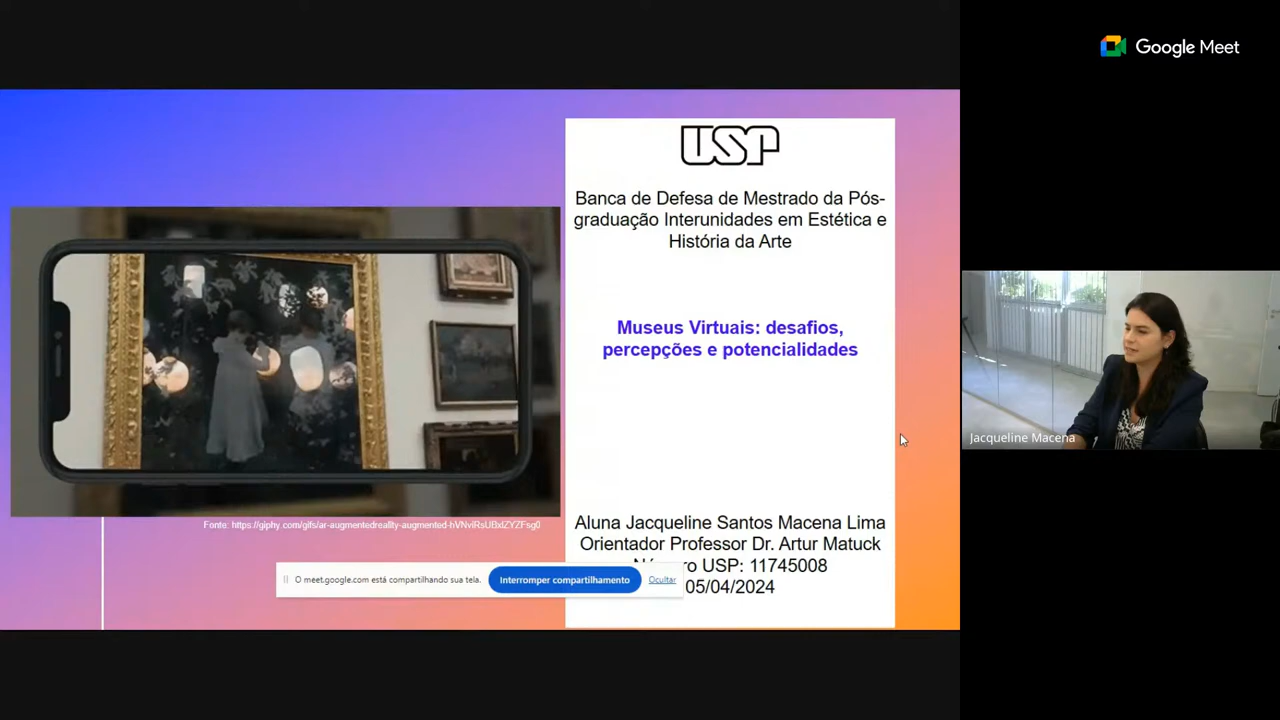 Google Meet
USP
Banca de Defesa de Mestrado da Pós-
graduação Interunidades em Estética e
História da Arte
Museus Virtuais: desafios,
percepções e potencialidades
Fonte: https://giphy.com/gifs/ar-augmentedreality-augmented-
Aluna Jacqueline Santos Macena Lima
Orientador Professor Dr. Artur Matuck
USP: 11745008
05/04/2024
O meet.google.com está compartilhando sua tela.
Interromper compartilhamento
Ocultar
Jacqueline Macena